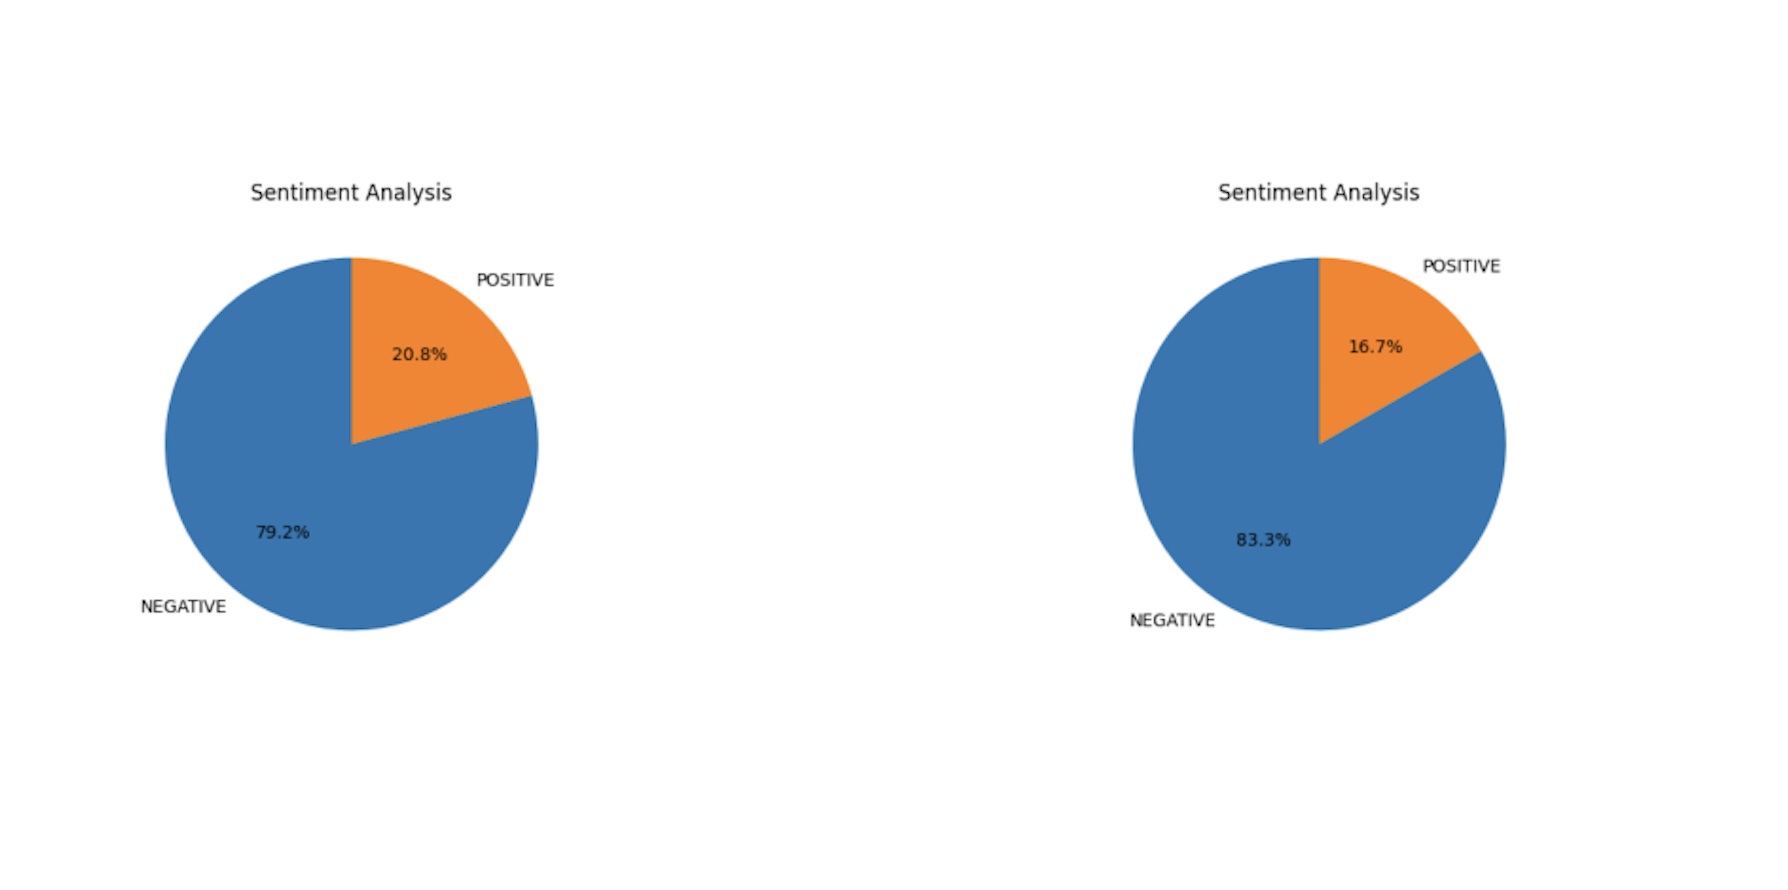 Sentiment Analysis
POSITIVE
20.8%
79.2%
NEGATIVE
Sentiment Analysis
POSITIVE
16.7%
83.3%
NEGATIVE